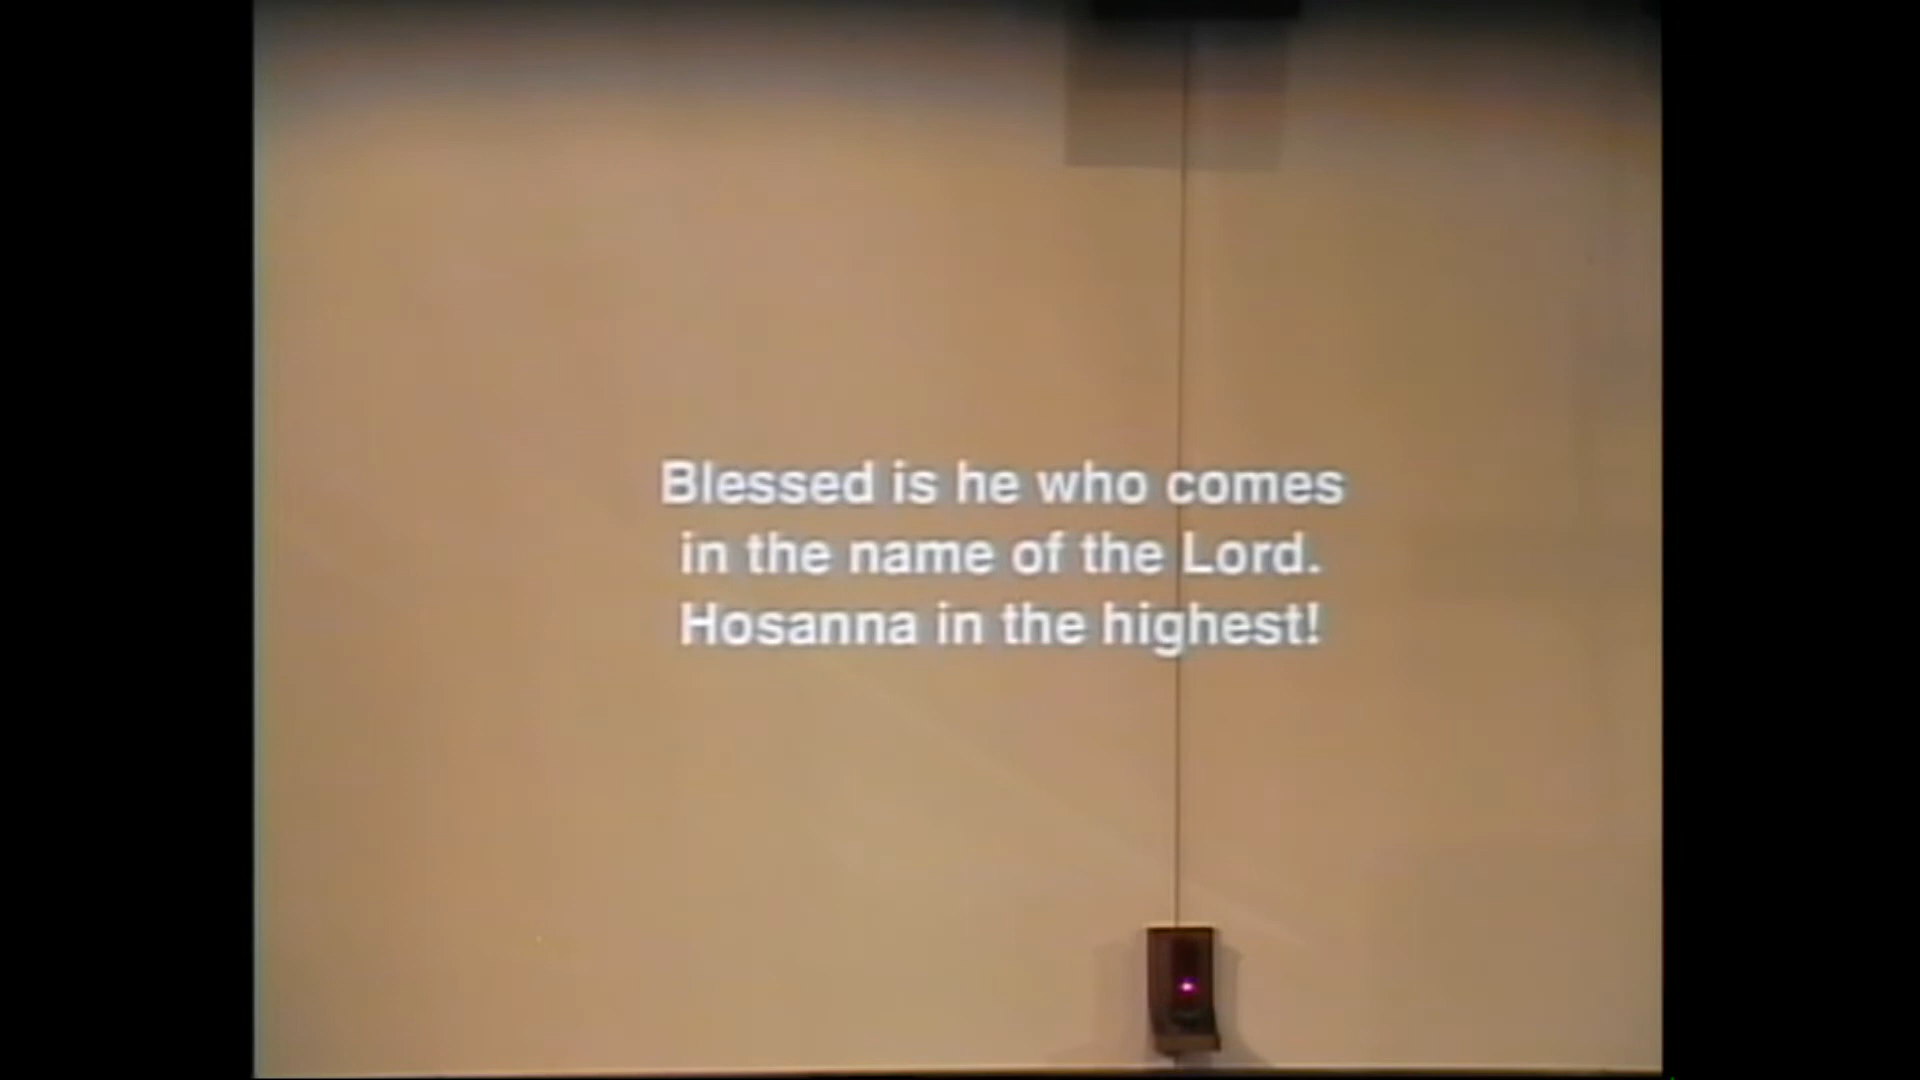 Blessed is he who comes
in the name of the Lord.
Hosanna in the highest!